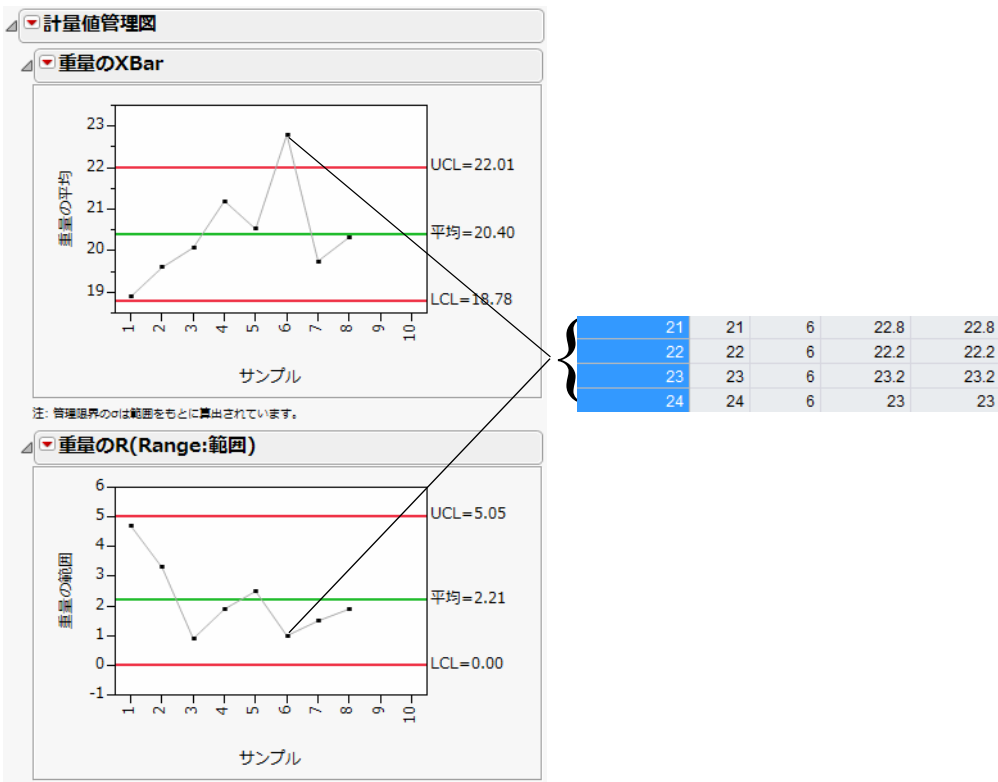 計量値管理図
重量のXBar
重量の平均
23
22
21
20
19
UCL=22.01
平均=20.40
LCL=18.78
1 2 3 4 5 6 7 8 9 10
サンプル
注: 管理限界のσは範囲をもとに算出されています。
重量のR(Range:範囲)
重量の範囲
6
5
4
3
2
1
0
-1
UCL=5.05
平均=2.21
LCL=0.00
1 2 3 4 5 6 7 8 9 10
サンプル
21 21 6 22.8 22.8
22 22 6 22.2 22.2
23 23 6 23.2 23.2
24 24 6 23 23